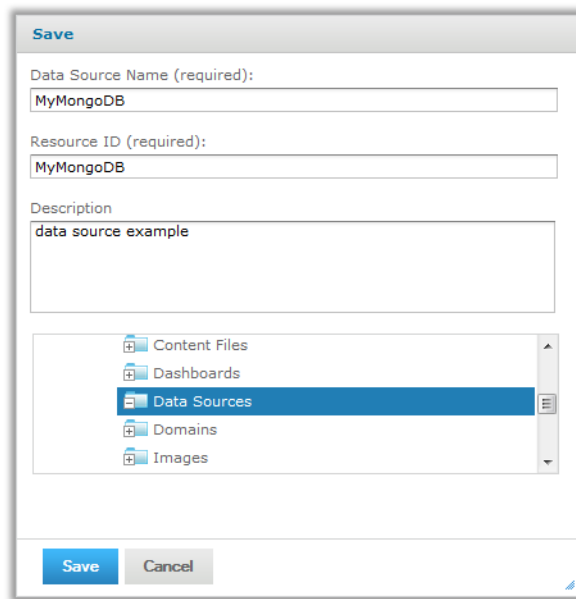 Save
Data Source Name (required):
MyMongoDB
Resource ID (required):
MyMongoDB
Description
data source example
Content Files
Dashboards
Data Sources
Domains
Images
Save Cancel